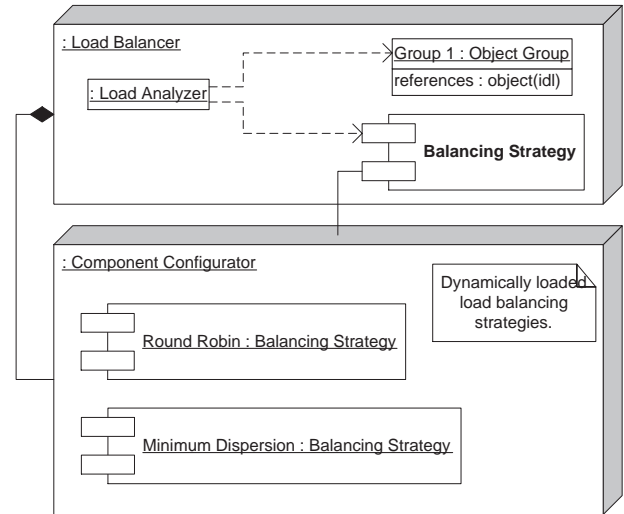 : Load Balancer
Group 1 : Object Group
references : object(idl)
: Load Analyzer
Balancing Strategy
: Component Configurator
Dynamically loaded
load balancing
strategies.
Round Robin : Balancing Strategy
Minimum Dispersion : Balancing Strategy